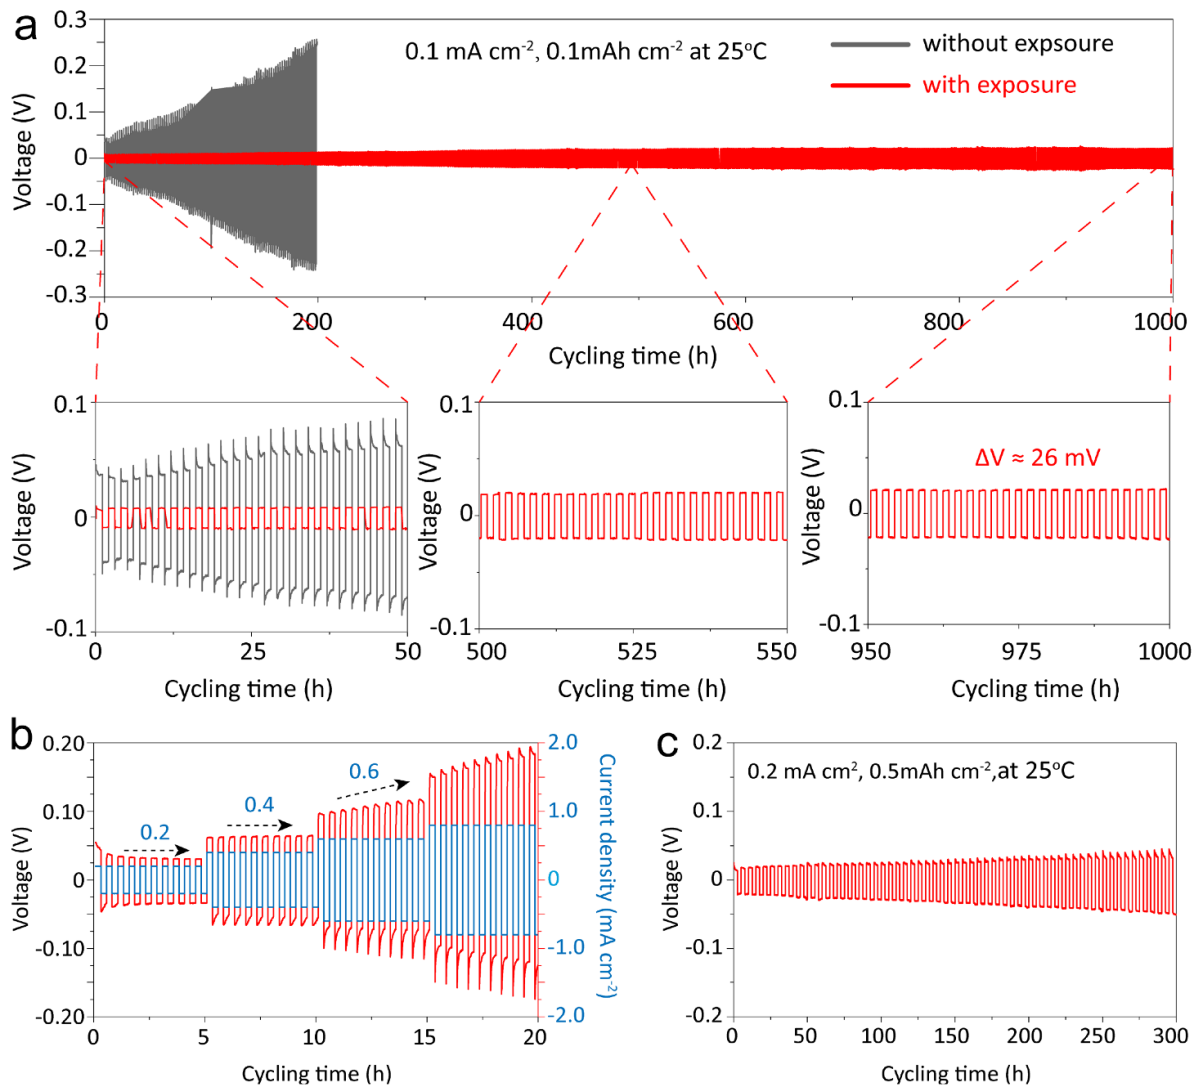 a
0.3
0.2
0.1
0
-0.1
-0.2
-0.3
Voltage (V)
0.1 mA cm-2, 0.1mAh cm-2 at 25oC
without expsoure
with exposure
0
200
400
600
800
1000
Cycling time (h)
0.1
0
-0.1
Voltage (V)
0
25
50
Cycling time (h)
0.1
0
-0.1
Voltage (V)
500
525
550
Cycling time (h)
0.1
0
-0.1
Voltage (V)
ΔV ≈ 26 mV
950
975
1000
Cycling time (h)
b
0.20
0.10
0
-0.10
-0.20
Voltage (V)
0.2
0.4
0.6
2.0
1.0
0
-1.0
-2.0
Current density (mA cm-2)
0
5
10
15
20
Cycling time (h)
c
0.2
0.1
0
-0.1
-0.2
Voltage (V)
0.2 mA cm2, 0.5mAh cm-2,at 25oC
0
50
100
150
200
250
300
Cycling time (h)